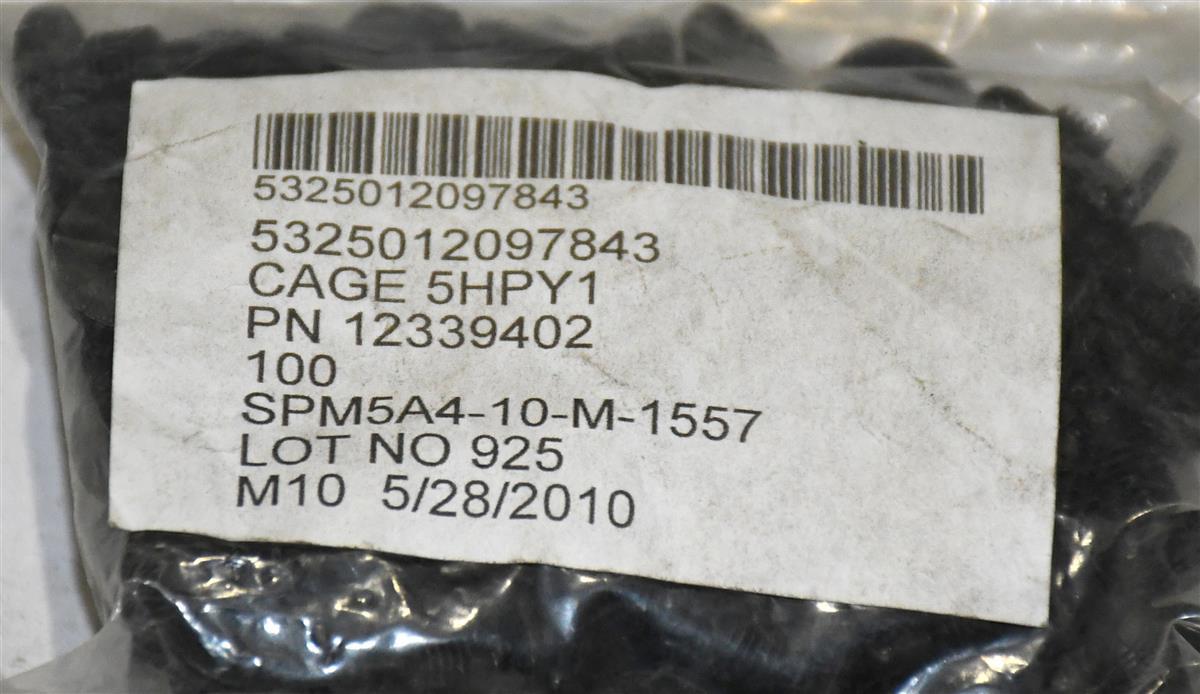 5325012097843
5325012097843
CAGE 5HPY1
PN 12339402
100
SPM5A4-10-M-1557
LOT NO 925
M10 5/28/2010